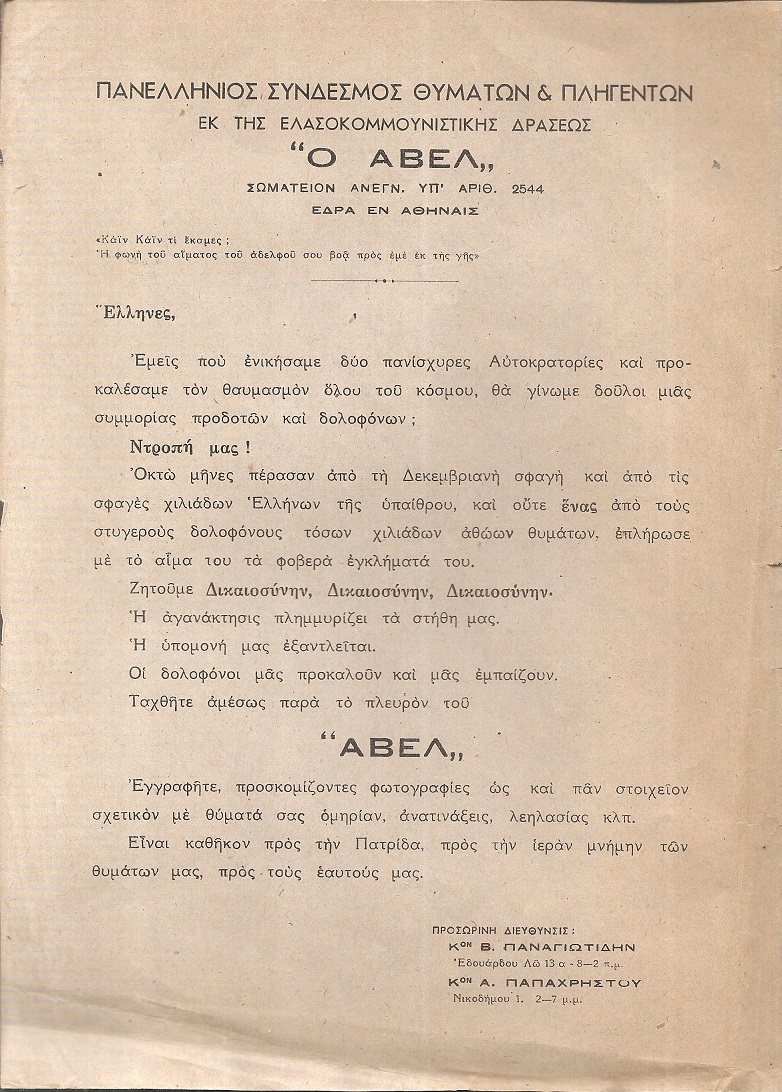 ΠΑΝΕΛΛΗΝΙΟΣ ΣΥΝΔΕΣΜΟΣ ΘΥΜΑΤΩΝ & ΠΛΗΓΕΝΤΩΝ
ΕΚ ΤΗΣ ΕΛΑΣΟΚΟΜΜΟΥΝΙΣΤΙΚΗΣ ΔΡΑΣΕΩΣ
“Ο ΑΒΕΛ„
ΣΩΜΑΤΕΙΟΝ ΑΝΕΓΝ. ΥΠ' ΑΡΙΘ. 2544
ΕΔΡΑ ΕΝ ΑΘΗΝΑΙΣ
«Κάϊν Κάϊν τί ἔκαμες ;
Ἡ φωνὴ τοῦ αἵματος τοῦ ἀδελφοῦ σου βοᾷ πρὸς ἐμὲ ἐκ τῆς γῆς»
Ἕλληνες,
Ἐμεῖς ποὺ ἐνικήσαμε δύο πανίσχυρες Αὐτοκρατορίες καὶ προ-
καλέσαμε τὸν θαυμασμὸν ὅλου τοῦ κόσμου, θὰ γίνωμε δοῦλοι μιᾶς
συμμορίας προδοτῶν καὶ δολοφόνων ;
Ντροπή μας !
Ὀκτὼ μῆνες πέρασαν ἀπὸ τὴ Δεκεμβριανὴ σφαγὴ καὶ ἀπὸ τὶς
σφαγὲς χιλιάδων Ἑλλήνων τῆς ὑπαίθρου, καὶ οὔτε ἕνας ἀπὸ τοὺς
στυγεροὺς δολοφόνους τόσων χιλιάδων ἀθώων θυμάτων, ἐπλήρωσε
μὲ τὸ αἷμα του τὰ φοβερὰ ἐγκλήματά του.
Ζητοῦμε Δικαιοσύνην, Δικαιοσύνην, Δικαιοσύνην.
Ἡ ἀγανάκτησις πλημμυρίζει τὰ στήθη μας.
Ἡ ὑπομονή μας ἐξαντλεῖται.
Οἱ δολοφόνοι μᾶς προκαλοῦν καὶ μᾶς ἐμπαίζουν.
Ταχθῆτε ἀμέσως παρὰ τὸ πλευρὸν τοῦ
“ΑΒΕΛ„
Ἐγγραφῆτε, προσκομίζοντες φωτογραφίες ὡς καὶ πᾶν στοιχεῖον
σχετικὸν μὲ θύματά σας ὁμηρίαν, ἀνατινάξεις, λεηλασίας κλπ.
Εἶναι καθῆκον πρὸς τὴν Πατρίδα, πρὸς τὴν ἱερὰν μνήμην τῶν
θυμάτων μας, πρὸς τοὺς ἑαυτούς μας.
ΠΡΟΣΩΡΙΝΗ ΔΙΕΥΘΥΝΣΙΣ :
Κον Β. ΠΑΝΑΓΙΩΤΙΔΗΝ
Ἐδουάρδου Λῶ 13 α - 8—2 π.μ.
Κον Α. ΠΑΠΑΧΡΗΣΤΟΥ
Νικοδήμου 1. 2—7 μ.μ.